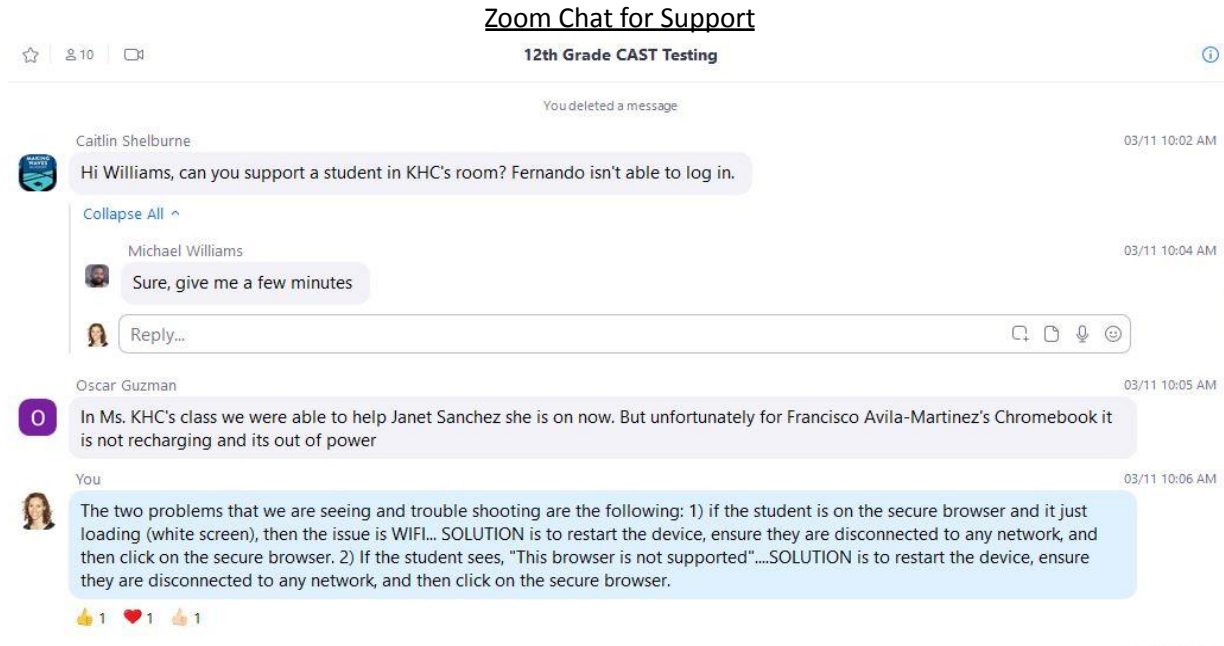 Zoom Chat for Support
10
12th Grade CAST Testing
You deleted a message
Caitlin Shelburne
03/11 10:02 AM
MAKING WAVES ACADEMY
Hi Williams, can you support a student in KHC's room? Fernando isn't able to log in.
Collapse All
Michael Williams
03/11 10:04 AM
Sure, give me a few minutes
Reply...
Oscar Guzman
03/11 10:05 AM
O
In Ms. KHC's class we were able to help Janet Sanchez she is on now. But unfortunately for Francisco Avila-Martinez's Chromebook it
is not recharging and its out of power
You
03/11 10:06 AM
The two problems that we are seeing and trouble shooting are the following: 1) if the student is on the secure browser and it just
loading (white screen), then the issue is WIFI... SOLUTION is to restart the device, ensure they are disconnected to any network, and
then click on the secure browser. 2) If the student sees, "This browser is not supported"....SOLUTION is to restart the device, ensure
they are disconnected to any network, and then click on the secure browser.
1 1 1